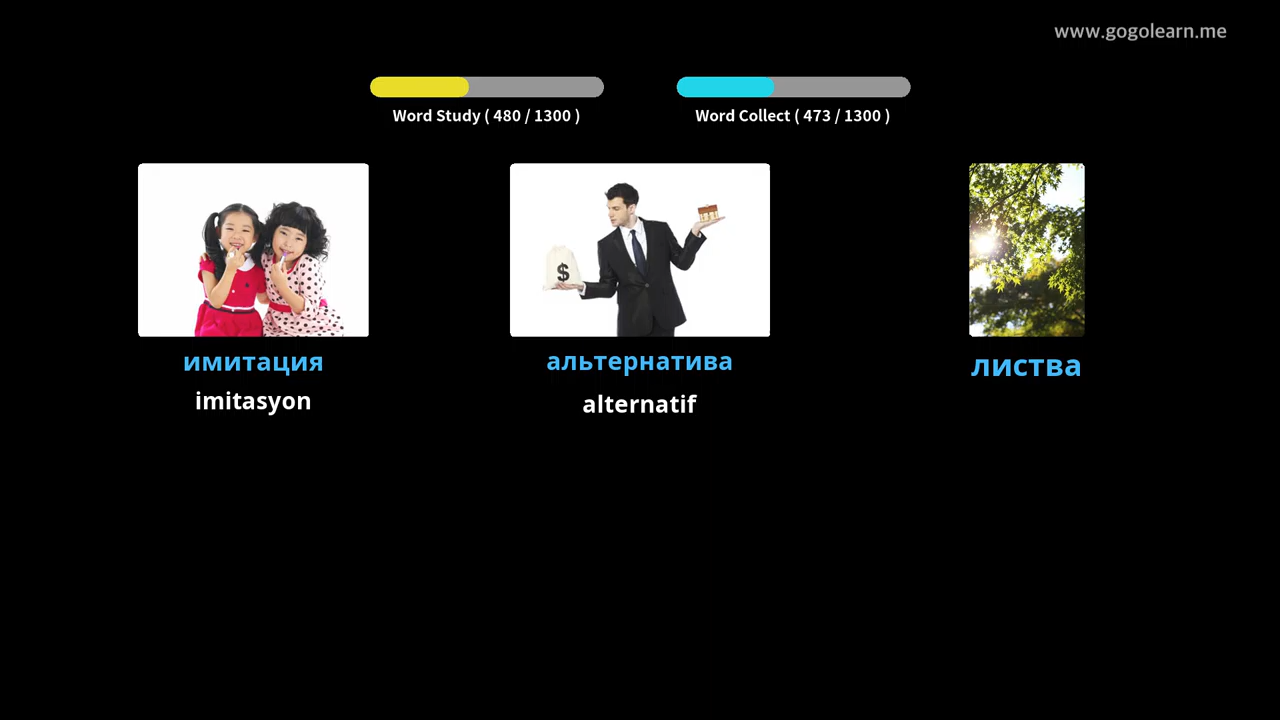 www.gogolearn.me
Word Study ( 480 / 1300 )
Word Collect ( 473 / 1300 )
$
имитация
альтернатива
листва
imitasyon
alternatif